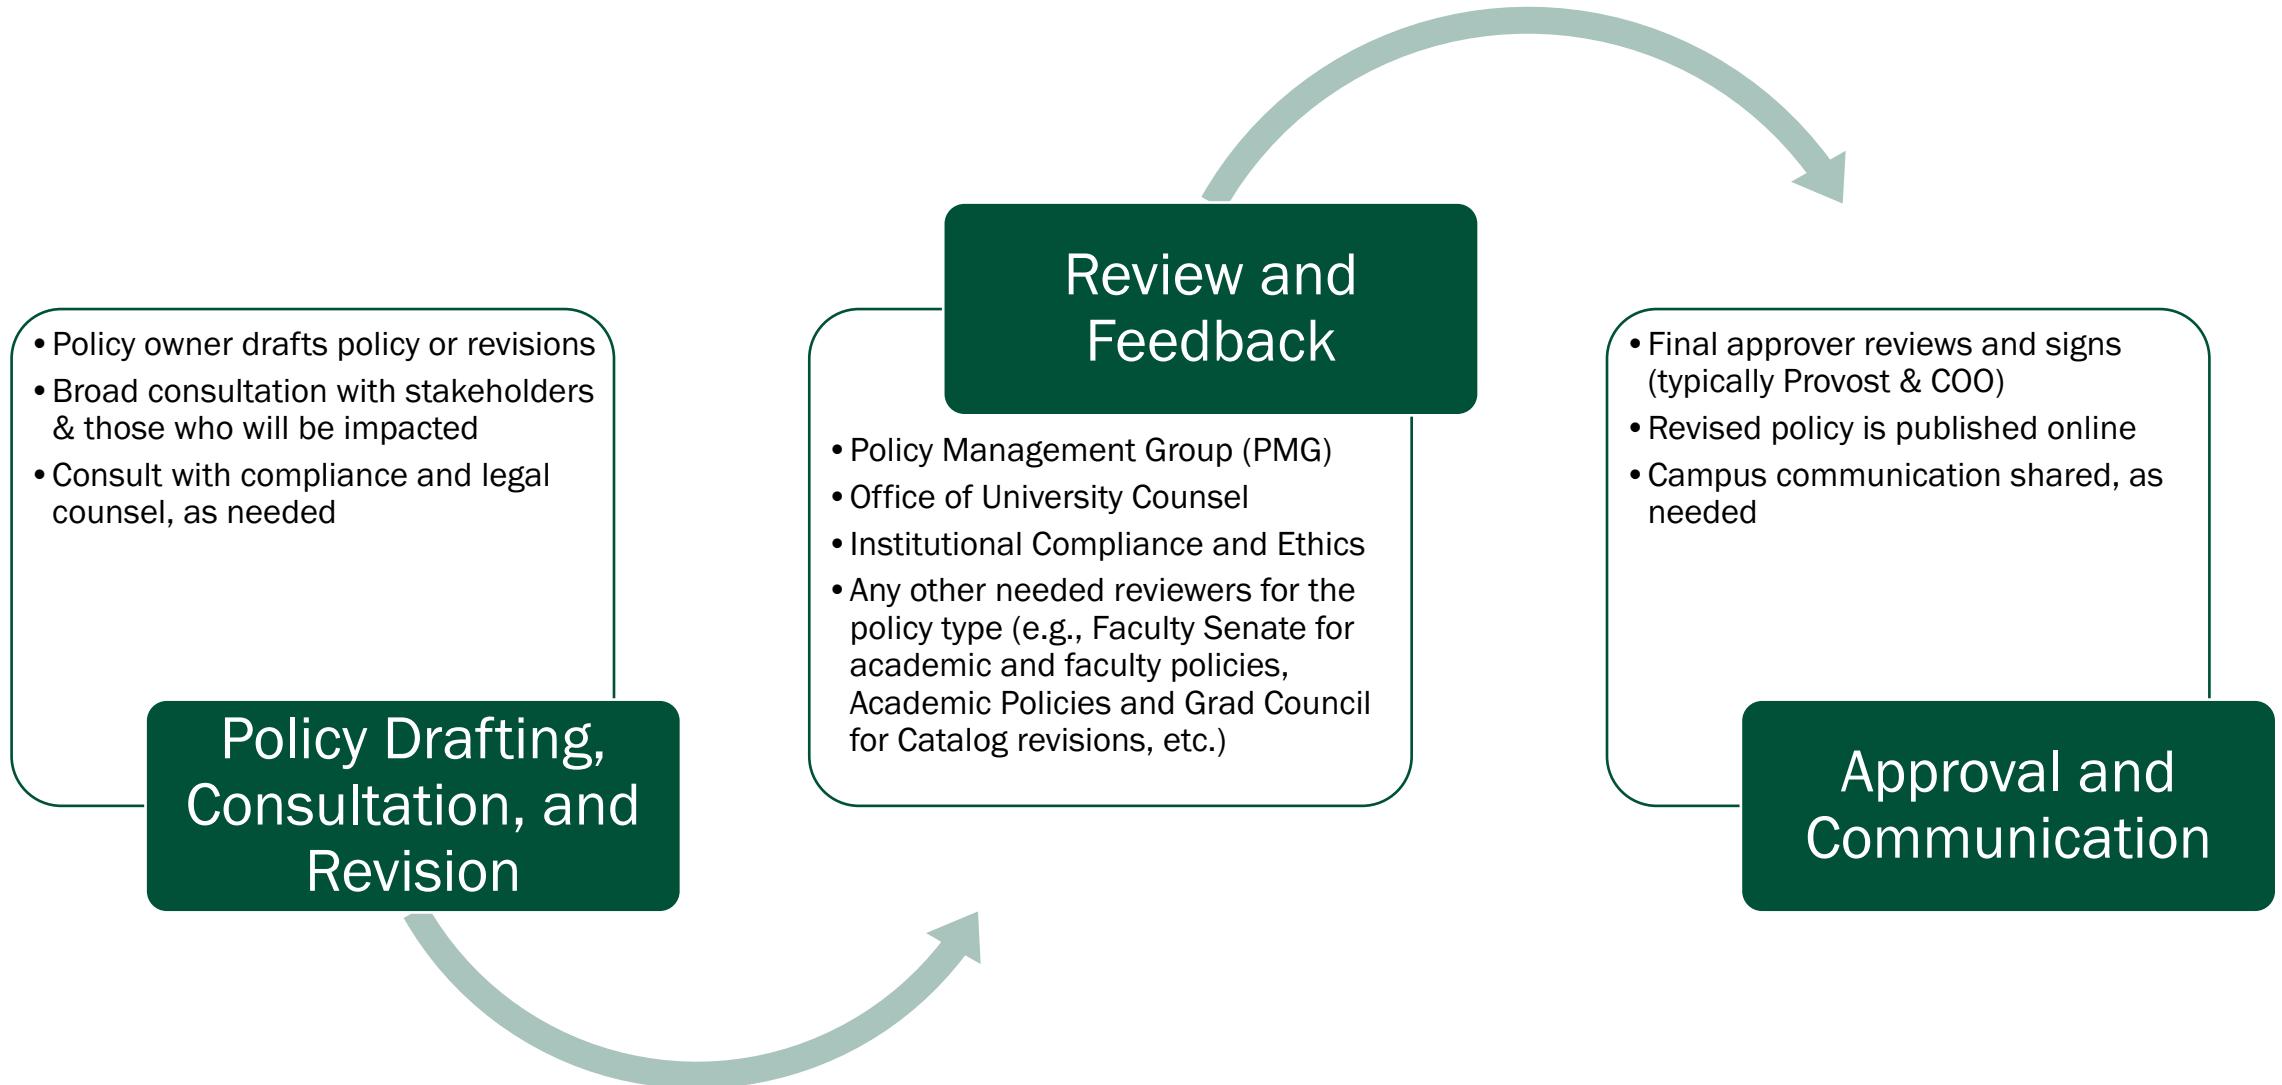 • Policy owner drafts policy or revisions
• Broad consultation with stakeholders
& those who will be impacted
• Consult with compliance and legal
counsel, as needed
Policy Drafting,
Consultation, and
Revision
Review and
Feedback
• Policy Management Group (PMG)
• Office of University Counsel
• Institutional Compliance and Ethics
• Any other needed reviewers for the
policy type (e.g., Faculty Senate for
academic and faculty policies,
Academic Policies and Grad Council
for Catalog revisions, etc.)
• Final approver reviews and signs
(typically Provost & COO)
• Revised policy is published online
• Campus communication shared, as
needed
Approval and
Communication